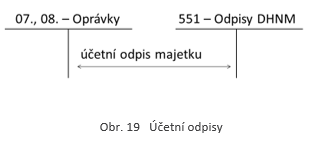 07., 08. – Oprávky 551 – Odpisy DHNM
účetní odpis majetku
Obr. 19 Účetní odpisy